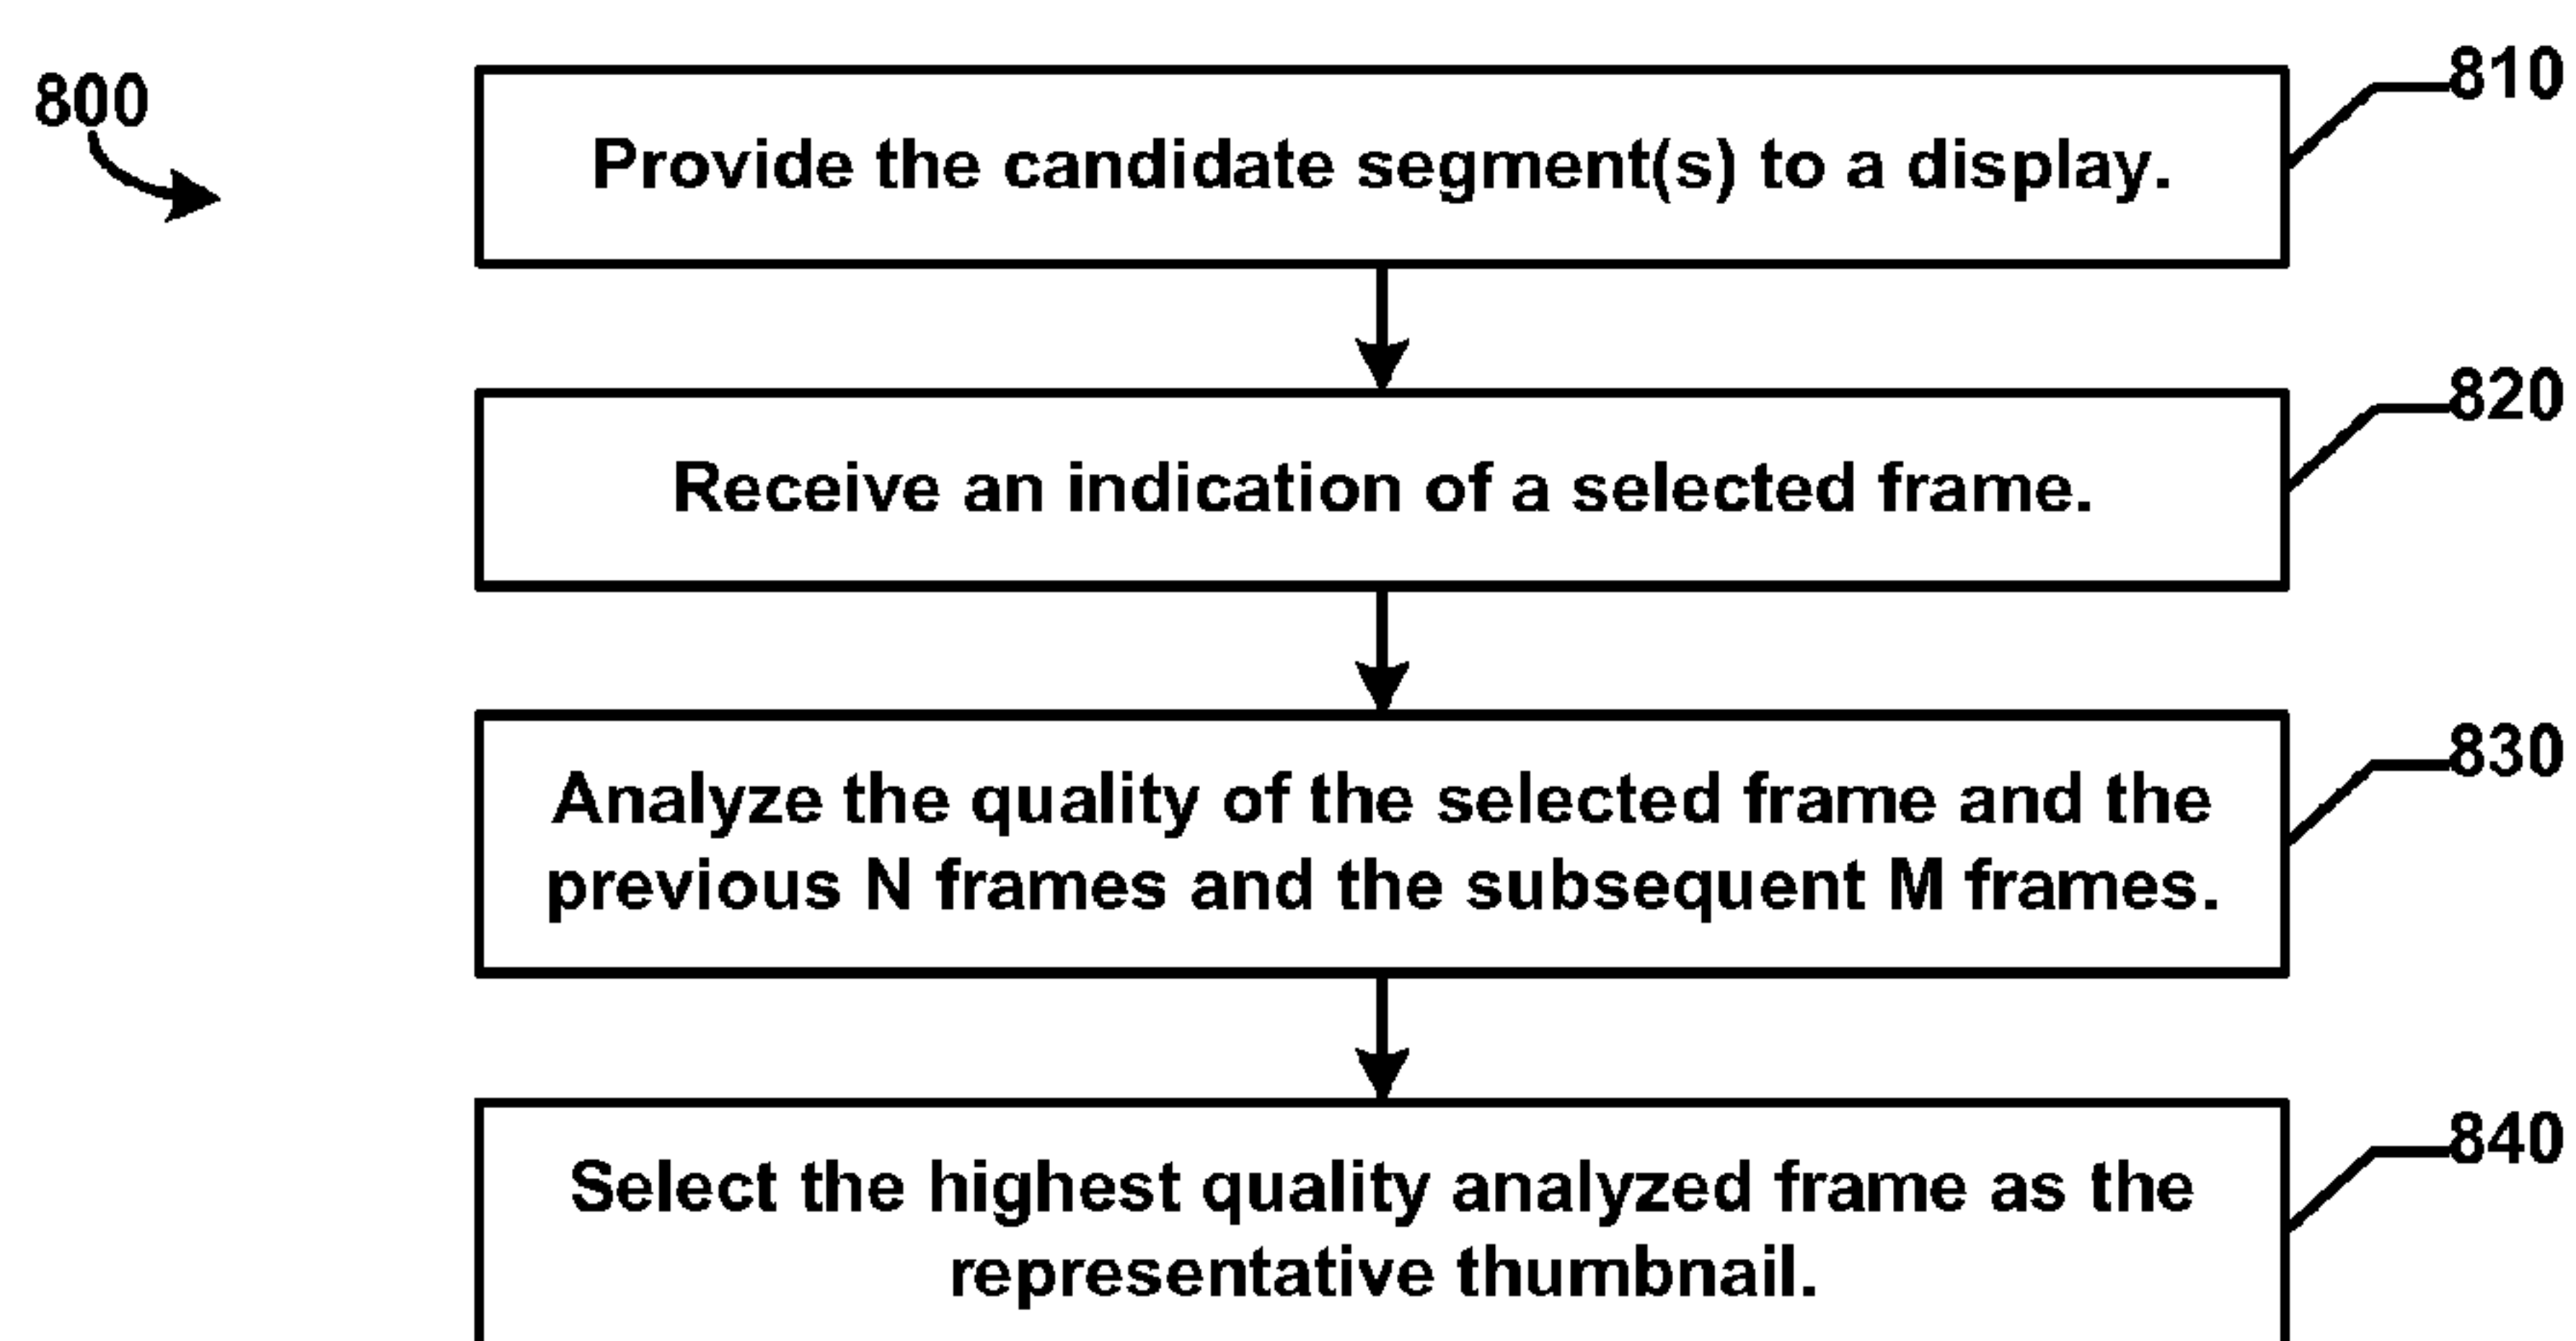 800
810
Provide the candidate segment(s) to a display.
820
Receive an indication of a selected frame.
830
Analyze the quality of the selected frame and the
previous N frames and the subsequent M frames.
840
Select the highest quality analyzed frame as the
representative thumbnail.